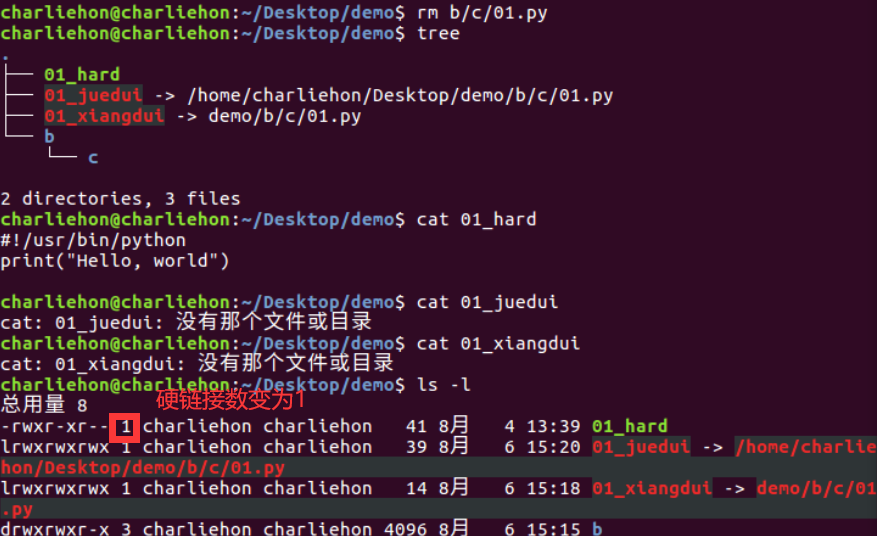 charliehon@charliehon:~/Desktop/demo$ rm b/c/01.py
charliehon@charliehon:~/Desktop/demo$ tree
.
├── 01_hard
├── 01_juedui -> /home/charliehon/Desktop/demo/b/c/01.py
├── 01_xiangdui -> demo/b/c/01.py
└── b
    └── c
2 directories, 3 files
charliehon@charliehon:~/Desktop/demo$ cat 01_hard
#!/usr/bin/python
print("Hello, world")
charliehon@charliehon:~/Desktop/demo$ cat 01_juedui
cat: 01_juedui: 没有那个文件或目录
charliehon@charliehon:~/Desktop/demo$ cat 01_xiangdui
cat: 01_xiangdui: 没有那个文件或目录
charliehon@charliehon:~/Desktop/demo$ ls -l
总用量 8
硬链接数变为1
-rwxr-xr-- 1 charliehon charliehon   41 8月   4 13:39 01_hard
lrwxrwxrwx 1 charliehon charliehon   39 8月   6 15:20 01_juedui -> /home/charlie
hon/Desktop/demo/b/c/01.py
lrwxrwxrwx 1 charliehon charliehon   14 8月   6 15:18 01_xiangdui -> demo/b/c/01
.py
drwxrwxr-x 3 charliehon charliehon 4096 8月   6 15:15 b